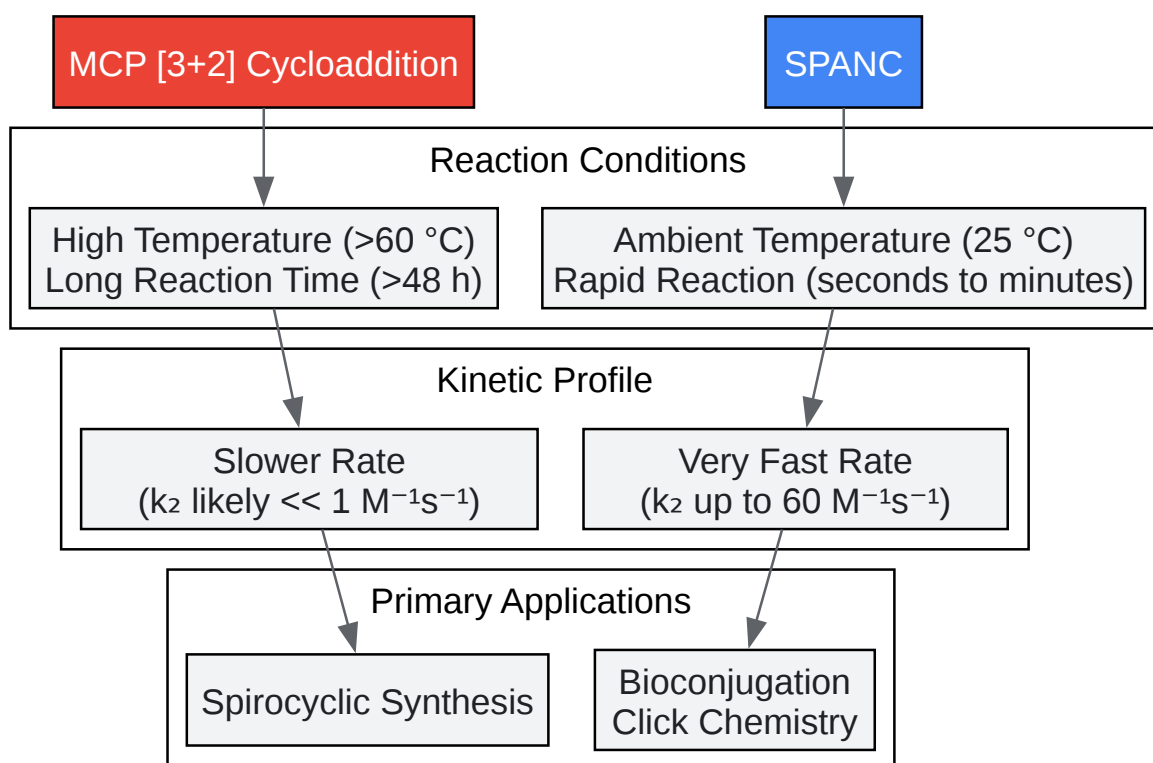 MCP [3+2] Cycloaddition
SPANC
Reaction Conditions
High Temperature (>60 °C)
Long Reaction Time (>48 h)
Ambient Temperature (25 °C)
Rapid Reaction (seconds to minutes)
Kinetic Profile
Slower Rate
(k₂ likely << 1 M⁻¹s⁻¹)
Very Fast Rate
(k₂ up to 60 M⁻¹s⁻¹)
Primary Applications
Spirocyclic Synthesis
Bioconjugation
Click Chemistry